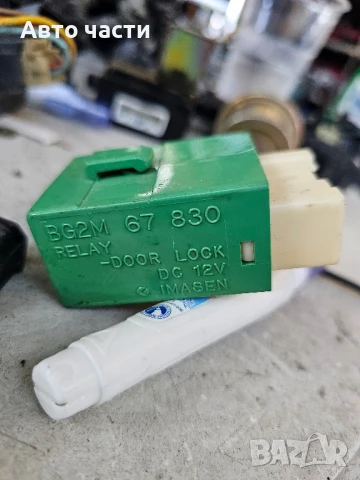 Авто части
BG2M 67 830
RELAY
-DOOR LOCK
DC 12V
IMASEN
BAZAR